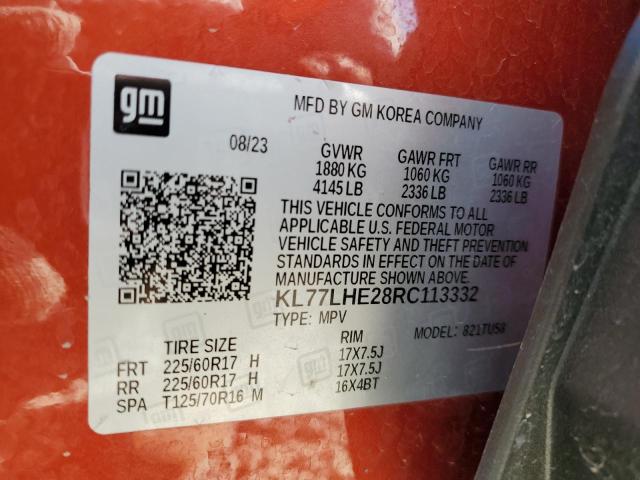 gm
MFD BY GM KOREA COMPANY
08/23
GVWR GAWR FRT GAWR RR
1880 KG 1060 KG 1060 KG
4145 LB 2336 LB 2336 LB
THIS VEHICLE CONFORMS TO ALL
APPLICABLE U.S. FEDERAL MOTOR
VEHICLE SAFETY AND THEFT PREVENTION
STANDARDS IN EFFECT ON THE DATE OF
MANUFACTURE SHOWN ABOVE.
KL77LHE28RC113332
TYPE: MPV MODEL: 821TU58
TIRE SIZE RIM
FRT 225/60R17 H 17X7.5J
RR 225/60R17 H 17X7.5J
SPA T125/70R16 M 16X4BT